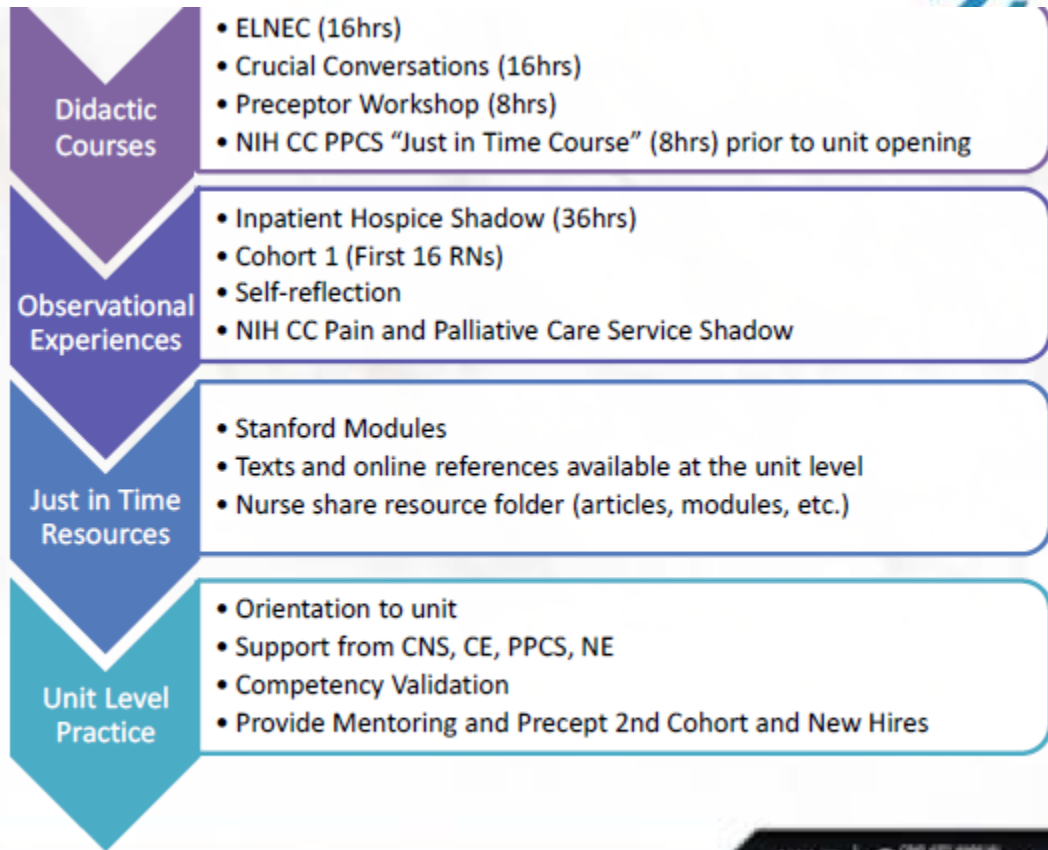 Didactic
Courses
• ELNEC (16hrs)
• Crucial Conversations (16hrs)
• Preceptor Workshop (8hrs)
• NIH CC PPCS “Just in Time Course” (8hrs) prior to unit opening
Observational
Experiences
• Inpatient Hospice Shadow (36hrs)
• Cohort 1 (First 16 RNs)
• Self-reflection
• NIH CC Pain and Palliative Care Service Shadow
Just in Time
Resources
• Stanford Modules
• Texts and online references available at the unit level
• Nurse share resource folder (articles, modules, etc.)
Unit Level
Practice
• Orientation to unit
• Support from CNS, CE, PPCS, NE
• Competency Validation
• Provide Mentoring and Precept 2nd Cohort and New Hires